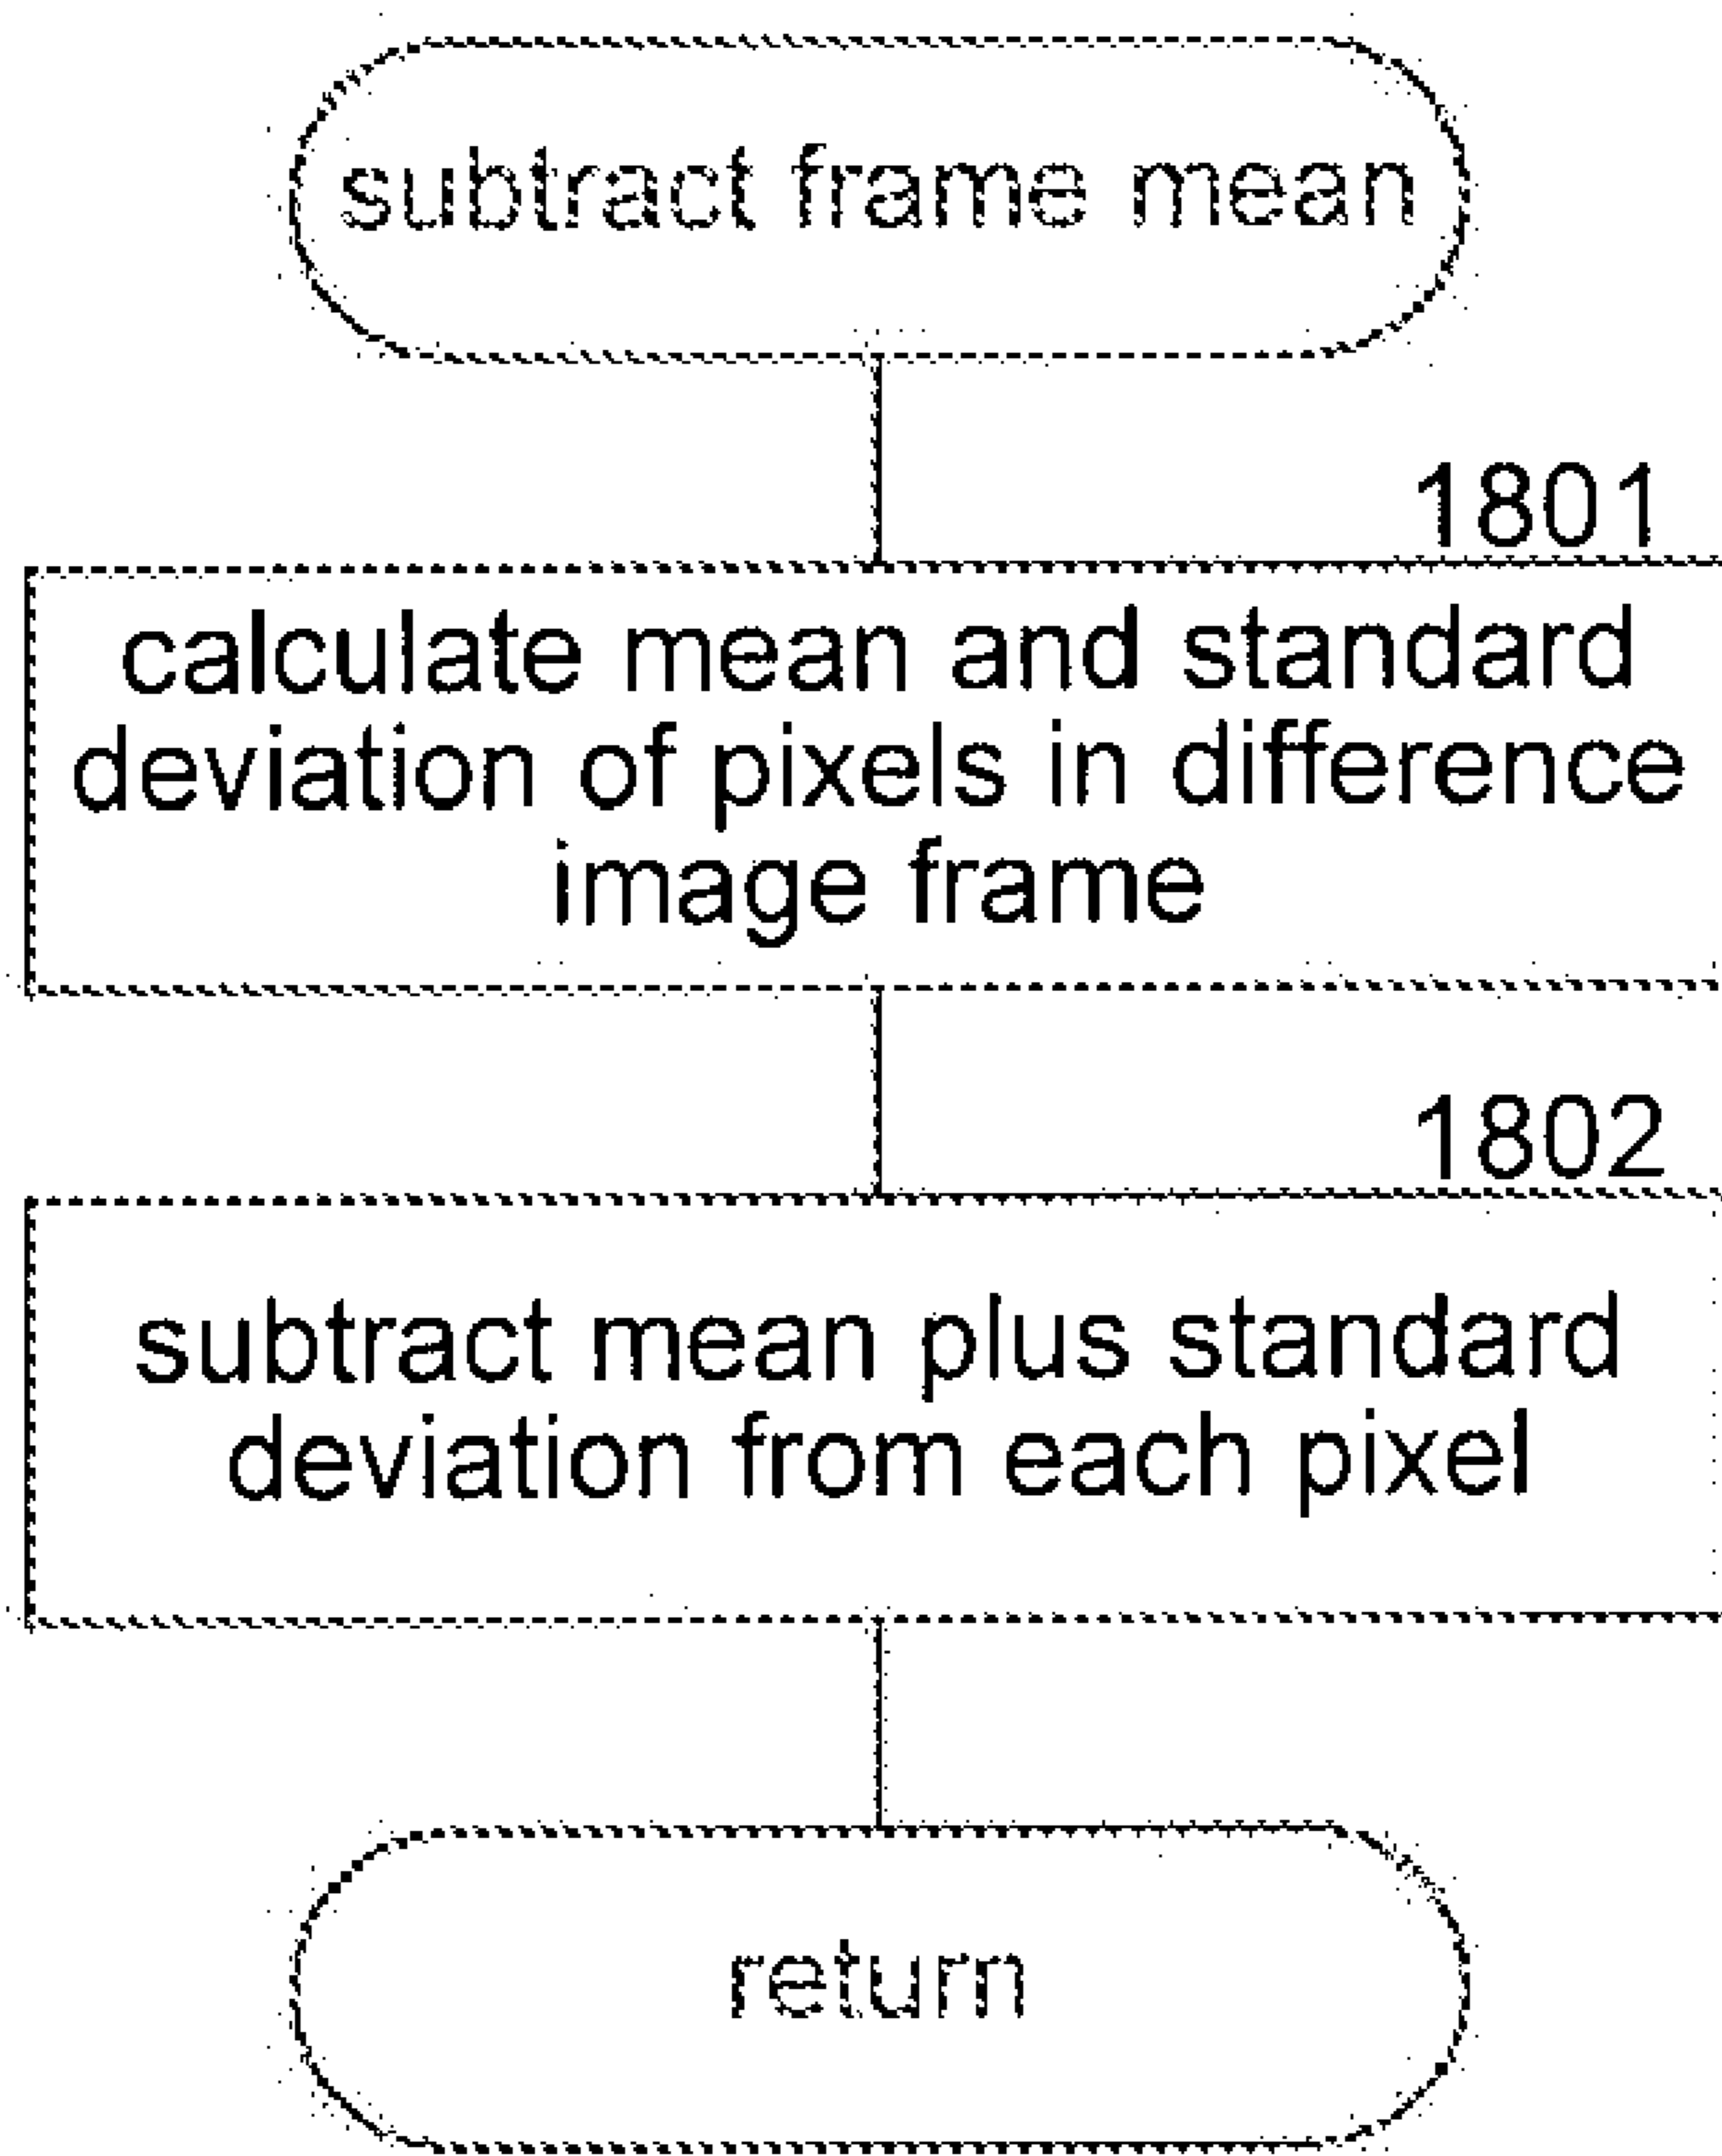 subtract frame mean
1801
calculate mean and standard
deviation of pixels in difference
image frame
1802
subtract mean plus standard
deviation from each pixel
return